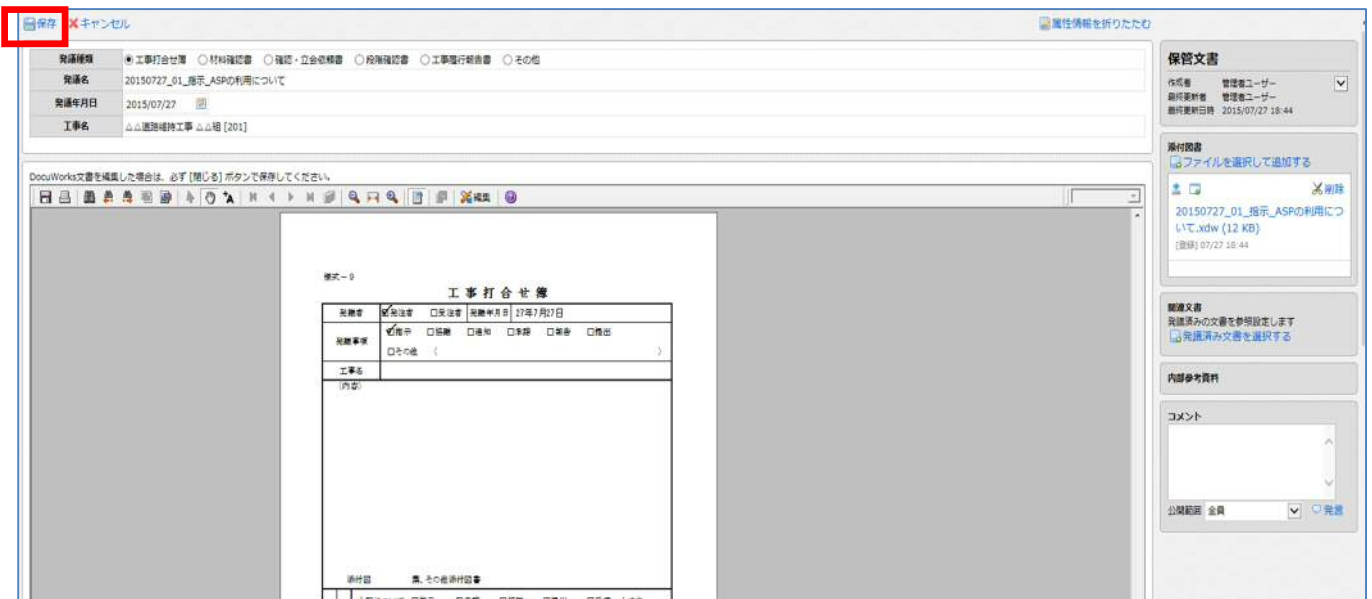 保存 キャンセル 属性情報を折りたたむ
発議種類 工事打合せ簿 材料確認書 確認・立会依頼書 段階確認書 工事履行報告書 その他
発議名 20150727_01_指示_ASPの利用について
発議年月日 2015/07/27
工事名 △△道路維持工事 △△組 [201]
DocuWorks文書を編集した場合は、必ず [閉じる] ボタンで保存してください。
編集
様式－9
工事打合せ簿
発議者 発注者 受注者 発議年月日 27年7月27日
発議事項 指示 協議 通知 承諾 報告 提出
その他 （ ）
工事名
（内容）
添付図 葉、その他添付図書
保管文書
作成者 管理者ユーザー
最終更新者 管理者ユーザー
最終更新日時 2015/07/27 18:44
添付図書
ファイルを選択して追加する
削除
20150727_01_指示_ASPの利用につ
いて.xdw (12 KB)
[登録] 07/27 18:44
関連文書
発議済みの文書を参照設定します
発議済み文書を選択する
内部参考資料
コメント
公開範囲 全員 発言